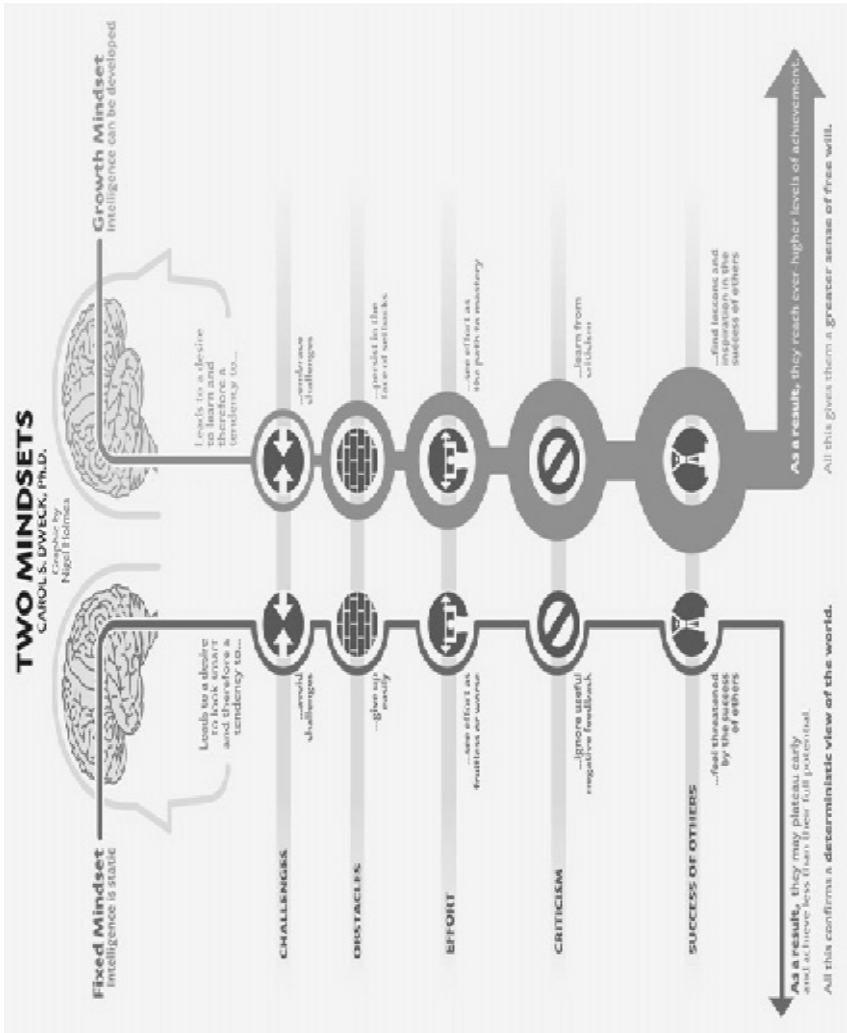 TWO MINDSETS
CAROL S. DWECK, Ph.D.
Graphic by
Nigel Holmes
Fixed Mindset
Intelligence is static
Growth Mindset
Intelligence can be developed
Leads to a desire
to look smart
and therefore a
tendency to...
Leads to a desire
to learn and
therefore a
tendency to...
CHALLENGES
...avoid
challenges
...embrace
challenges
OBSTACLES
...give up
easily
...persist in the
face of setbacks
EFFORT
...see effort as
fruitless or worse
...see effort as
the path to mastery
CRITICISM
...ignore useful
negative feedback
...learn from
criticism
SUCCESS OF OTHERS
...feel threatened
by the success
of others
...find lessons and
inspiration in the
success of others
As a result, they may plateau early
and achieve less than their full potential.
All this confirms a deterministic view of the world.
As a result, they reach ever-higher levels of achievement.
All this gives them a greater sense of free will.